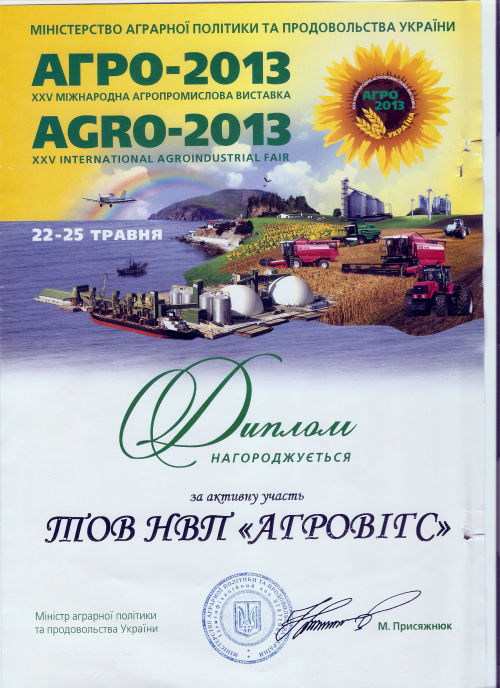 МІНІСТЕРСТВО АГРАРНОЇ ПОЛІТИКИ ТА ПРОДОВОЛЬСТВА УКРАЇНИ
АГРО-2013
XXV МІЖНАРОДНА АГРОПРОМИСЛОВА ВИСТАВКА
AGRO-2013
XXV INTERNATIONAL AGROINDUSTRIAL FAIR
АГРО
2013
УКРАЇНА
22-25 ТРАВНЯ
Диплом
НАГОРОДЖУЄТЬСЯ
за активну участь
ТОВ НВП «АГРОВІГС»
Міністр аграрної політики
та продовольства України
М. Присяжнюк